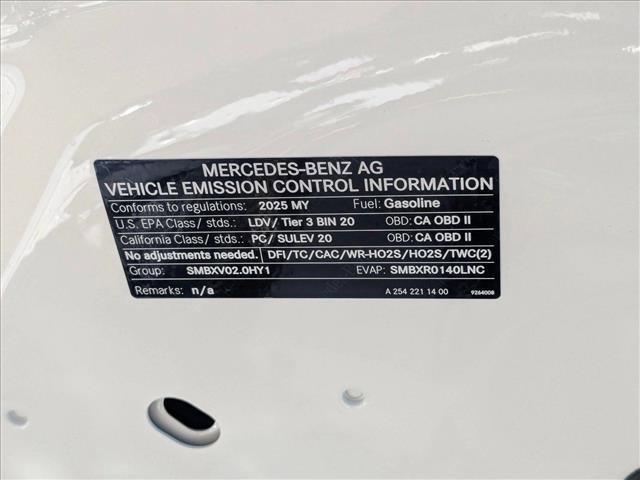 MERCEDES-BENZ AG
VEHICLE EMISSION CONTROL INFORMATION
Conforms to regulations: 2025 MY Fuel: Gasoline
U.S. EPA Class/ stds.: LDV/ Tier 3 BIN 20 OBD: CA OBD II
California Class/ stds.: PC/ SULEV 20 OBD: CA OBD II
No adjustments needed. DFI/TC/CAC/WR-HO2S/HO2S/TWC(2)
Group: SMBXV02.0HY1 EVAP: SMBXR0140LNC
Remarks: n/a A 254 221 14 00 9264008